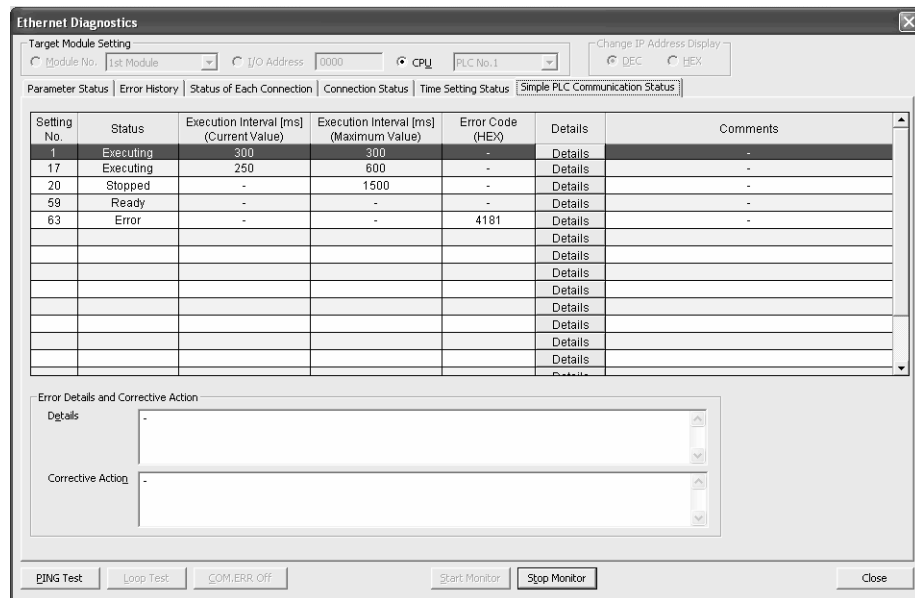 Ethernet Diagnostics
Target Module Setting
Module No. 1st Module I/O Address 0000 CPU PLC No.1
Change IP Address Display
DEC HEX
Parameter Status Error History Status of Each Connection Connection Status Time Setting Status Simple PLC Communication Status
Setting No. Status Execution Interval [ms] (Current Value) Execution Interval [ms] (Maximum Value) Error Code (HEX) Details Comments
1 Executing 300 300 - Details -
17 Executing 250 600 - Details -
20 Stopped - 1500 - Details -
59 Ready - - - Details -
63 Error - - 4181 Details -
Details
Details
Details
Details
Details
Details
Details
Details
Details
Error Details and Corrective Action
Details -
Corrective Action -
PING Test Loop Test COM.ERR Off Start Monitor Stop Monitor Close